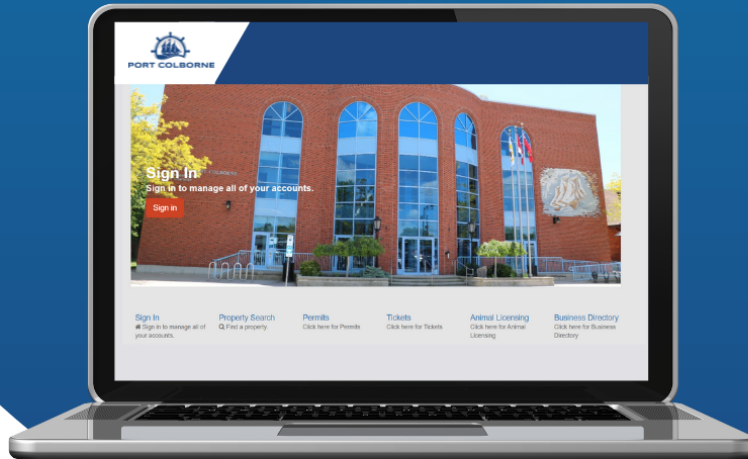 PORT COLBORNE
Sign In
Sign in to manage all of your accounts.
Sign in
Sign In
Sign in to manage all of
your accounts.
Property Search
Find a property.
Permits
Click here for Permits
Tickets
Click here for Tickets
Animal Licensing
Click here for Animal
Licensing
Business Directory
Click here for Business
Directory